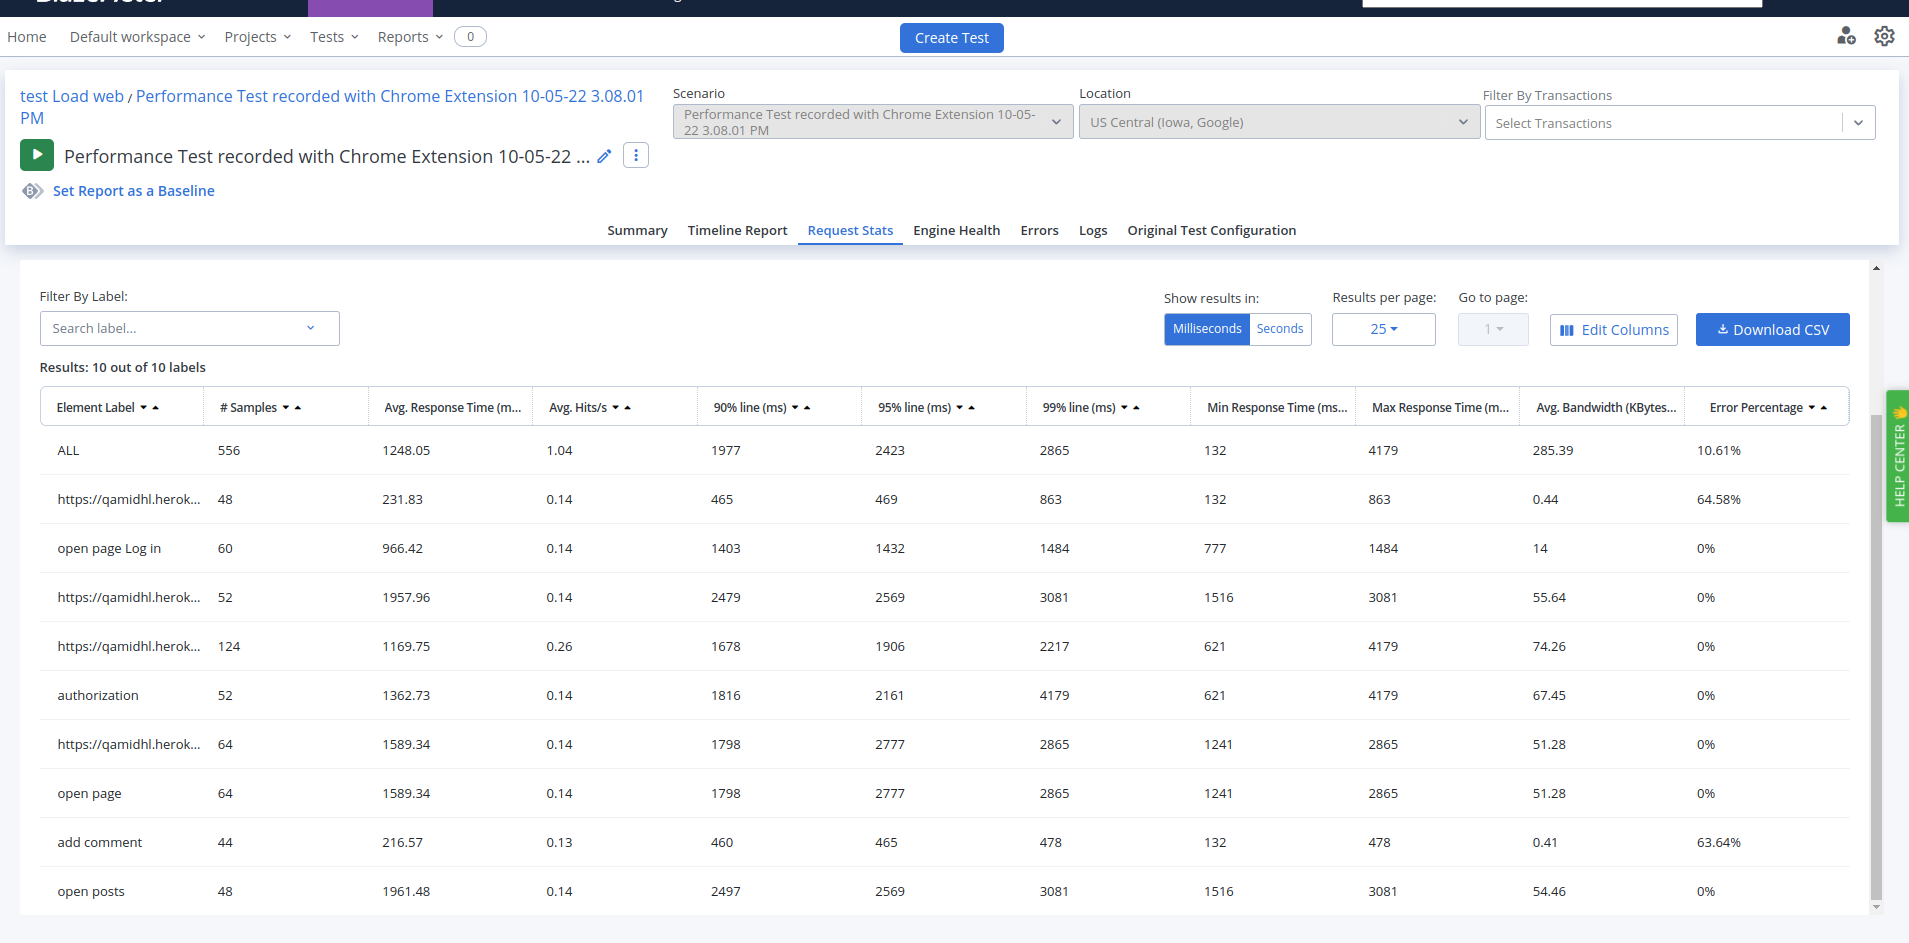 Home Default workspace Projects Tests Reports 0 Create Test
test Load web / Performance Test recorded with Chrome Extension 10-05-22 3.08.01
PM
Scenario
Performance Test recorded with Chrome Extension 10-05-
22 3.08.01 PM
Location
US Central (Iowa, Google)
Filter By Transactions
Select Transactions
Performance Test recorded with Chrome Extension 10-05-22 ...
Set Report as a Baseline
Summary Timeline Report Request Stats Engine Health Errors Logs Original Test Configuration
Filter By Label:
Search label...
Show results in:
Milliseconds Seconds
Results per page:
25
Go to page:
1
Edit Columns
Download CSV
Results: 10 out of 10 labels
Element Label # Samples Avg. Response Time (m... Avg. Hits/s 90% line (ms) 95% line (ms) 99% line (ms) Min Response Time (ms... Max Response Time (m... Avg. Bandwidth (KBytes... Error Percentage
ALL 556 1248.05 1.04 1977 2423 2865 132 4179 285.39 10.61%
https://qamidhl.herok... 48 231.83 0.14 465 469 863 132 863 0.44 64.58%
open page Log in 60 966.42 0.14 1403 1432 1484 777 1484 14 0%
https://qamidhl.herok... 52 1957.96 0.14 2479 2569 3081 1516 3081 55.64 0%
https://qamidhl.herok... 124 1169.75 0.26 1678 1906 2217 621 4179 74.26 0%
authorization 52 1362.73 0.14 1816 2161 4179 621 4179 67.45 0%
https://qamidhl.herok... 64 1589.34 0.14 1798 2777 2865 1241 2865 51.28 0%
open page 64 1589.34 0.14 1798 2777 2865 1241 2865 51.28 0%
add comment 44 216.57 0.13 460 465 478 132 478 0.41 63.64%
open posts 48 1961.48 0.14 2497 2569 3081 1516 3081 54.46 0%
HELP CENTER 👋